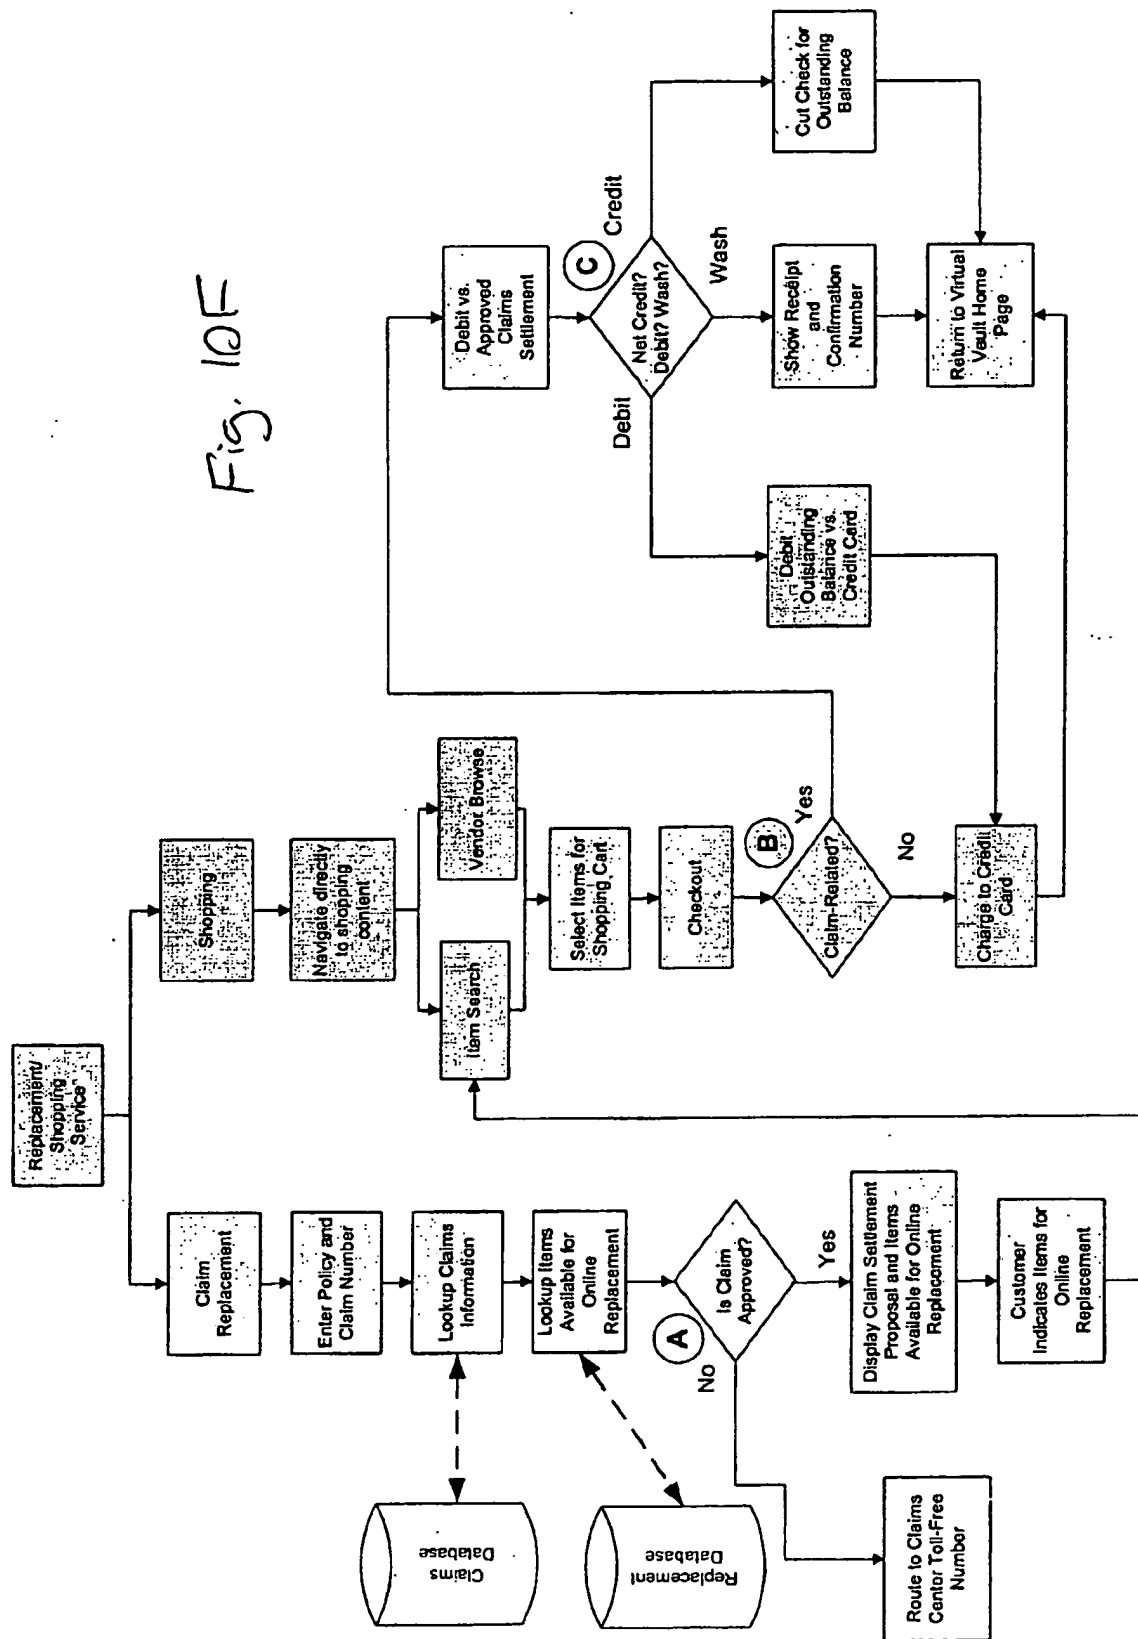 Fig. 10F
Replacement/
Shopping
Service
Claim
Replacement
Enter Policy and
Claim Number
Lookup Claims
Information
Lookup Items
Available for
Online
Replacement
Claims
Database
Replacement
Database
A
Is Claim
Approved?
No
Yes
Route to Claims
Center Toll-Free
Number
Display Claim Settlement
Proposal and Items
Available for Online
Replacement
Customer
Indicates Items for
Online
Replacement
Shopping
Navigate directly
to shopping
content
Item Search
Vendor Browse
Select Items for
Shopping Cart
Checkout
B
Claim-Related?
Yes
No
Charge to Credit
Card
Debit vs.
Approved
Claims
Settlement
C
Net Credit?
Debit? Wash?
Debit
Wash
Credit
Debit
Outstanding
Balance vs.
Credit Card
Show Receipt
and
Confirmation
Number
Cut Check for
Outstanding
Balance
Return to Virtual
Vault Home
Page